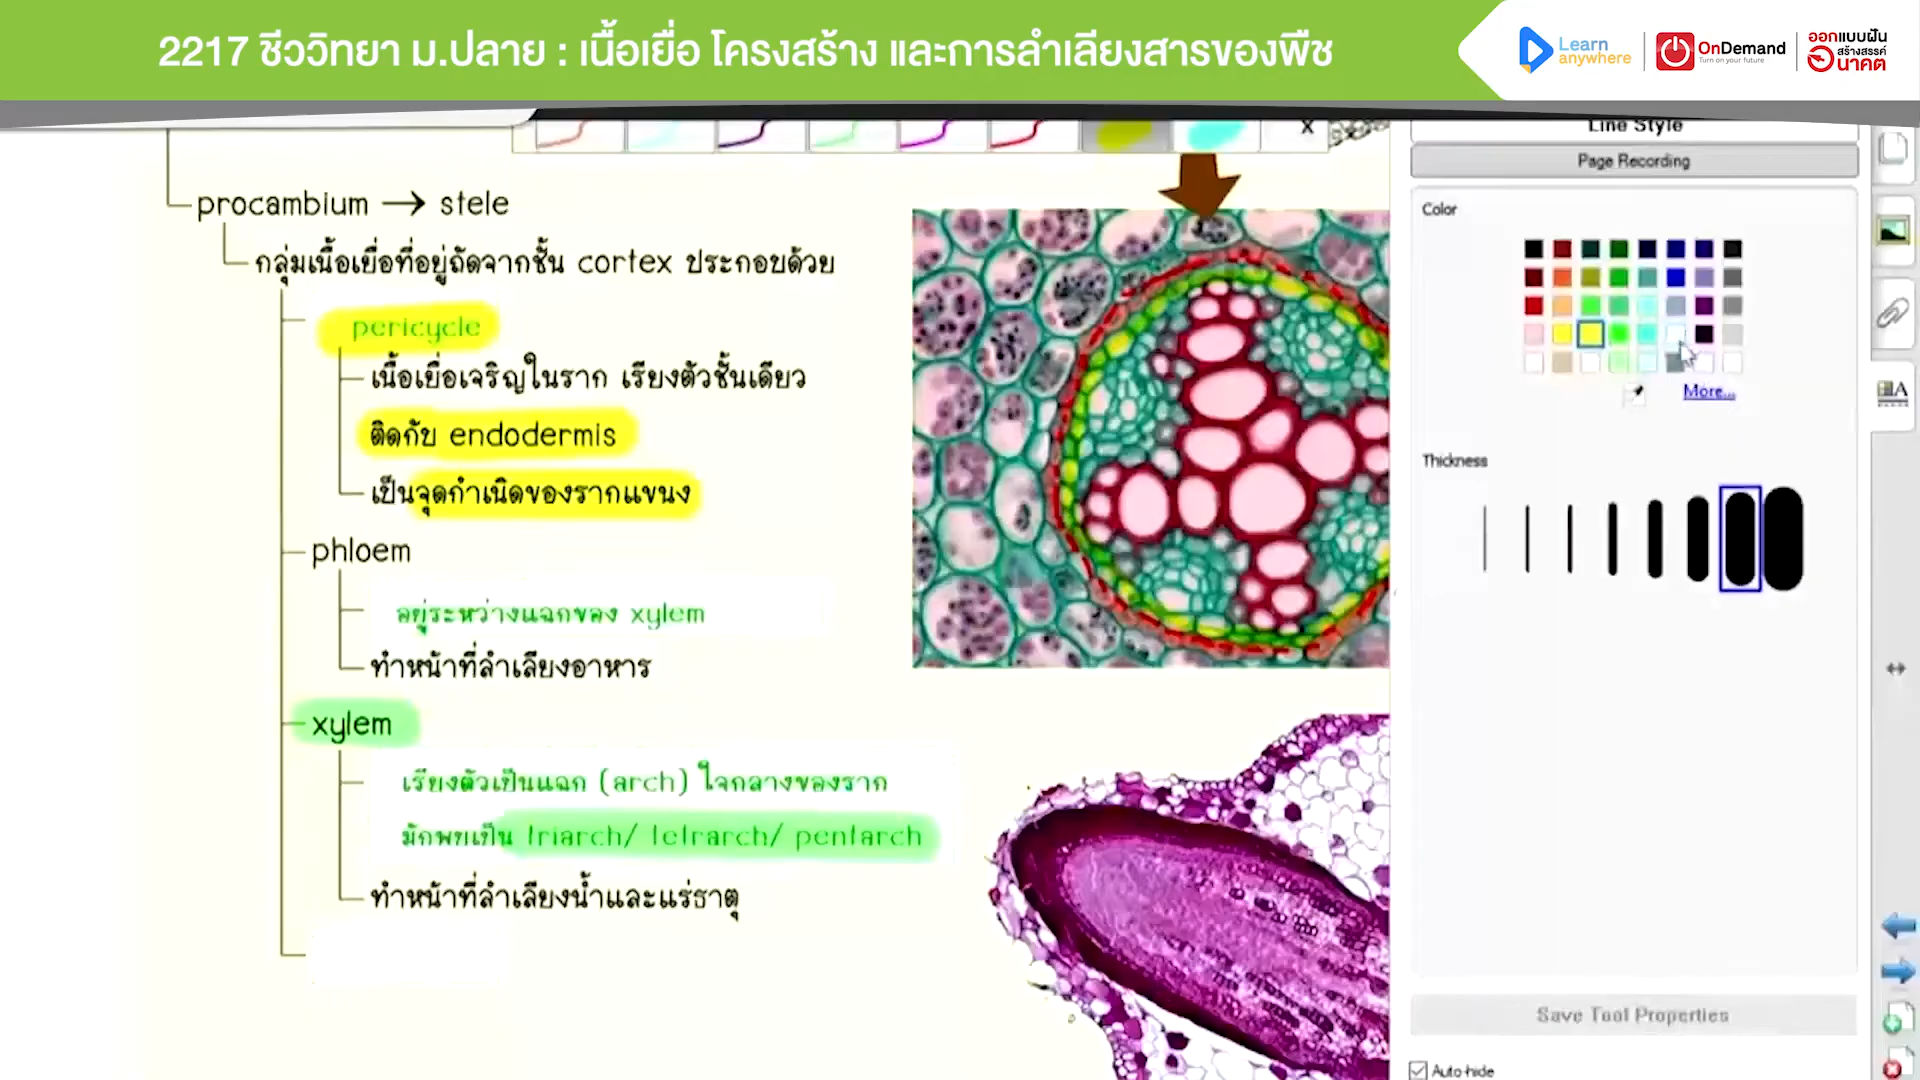 2217 ชีววิทยา ม.ปลาย : เนื้อเยื่อ โครงสร้าง และการลำเลียงสารของพืช
Learn anywhere
OnDemand
Turn on your future
ออกแบบฝัน
สร้างสรรค์
อนาคต
X
Line Style
Page Recording
procambium → stele
กลุ่มเนื้อเยื่อที่อยู่ถัดจากชั้น cortex ประกอบด้วย
pericycle
เนื้อเยื่อเจริญในราก เรียงตัวชั้นเดียว
ติดกับ endodermis
เป็นจุดกำเนิดของรากแขนง
phloem
อยู่ระหว่างแฉกของ xylem
ทำหน้าที่ลำเลียงอาหาร
xylem
เรียงตัวเป็นแฉก (arch) ใจกลางของราก
มักพบเป็น triarch/ tetrarch/ pentarch
ทำหน้าที่ลำเลียงน้ำและแร่ธาตุ
Color
More...
Thickness
Save Tool Properties
Auto-hide